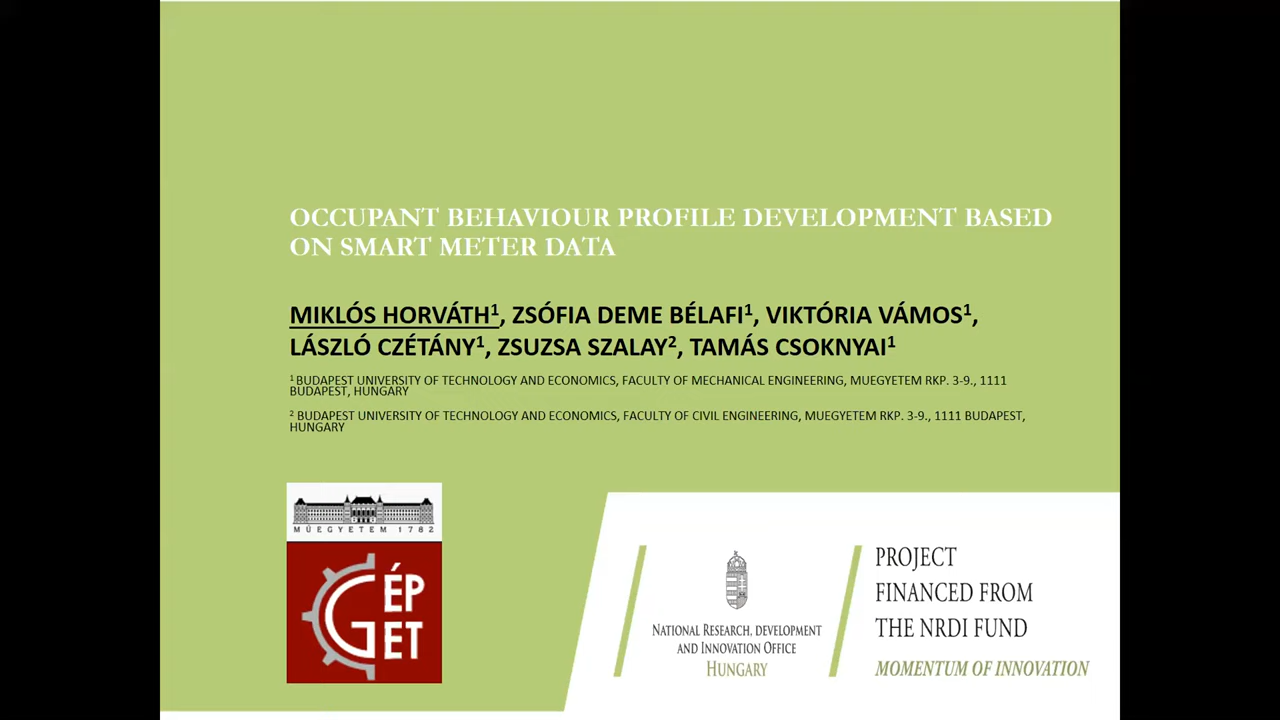 OCCUPANT BEHAVIOUR PROFILE DEVELOPMENT BASED
ON SMART METER DATA
MIKLÓS HORVÁTH¹, ZSÓFIA DEME BÉLAFI¹, VIKTÓRIA VÁMOS¹,
LÁSZLÓ CZÉTÁNY¹, ZSUZSA SZALAY², TAMÁS CSOKNYAI¹
¹ BUDAPEST UNIVERSITY OF TECHNOLOGY AND ECONOMICS, FACULTY OF MECHANICAL ENGINEERING, MUEGYETEM RKP. 3-9., 1111
BUDAPEST, HUNGARY
² BUDAPEST UNIVERSITY OF TECHNOLOGY AND ECONOMICS, FACULTY OF CIVIL ENGINEERING, MUEGYETEM RKP. 3-9., 1111 BUDAPEST,
HUNGARY
MŰEGYETEM 1782
GÉP
GET
NATIONAL RESEARCH, DEVELOPMENT
AND INNOVATION OFFICE
HUNGARY
PROJECT
FINANCED FROM
THE NRDI FUND
MOMENTUM OF INNOVATION